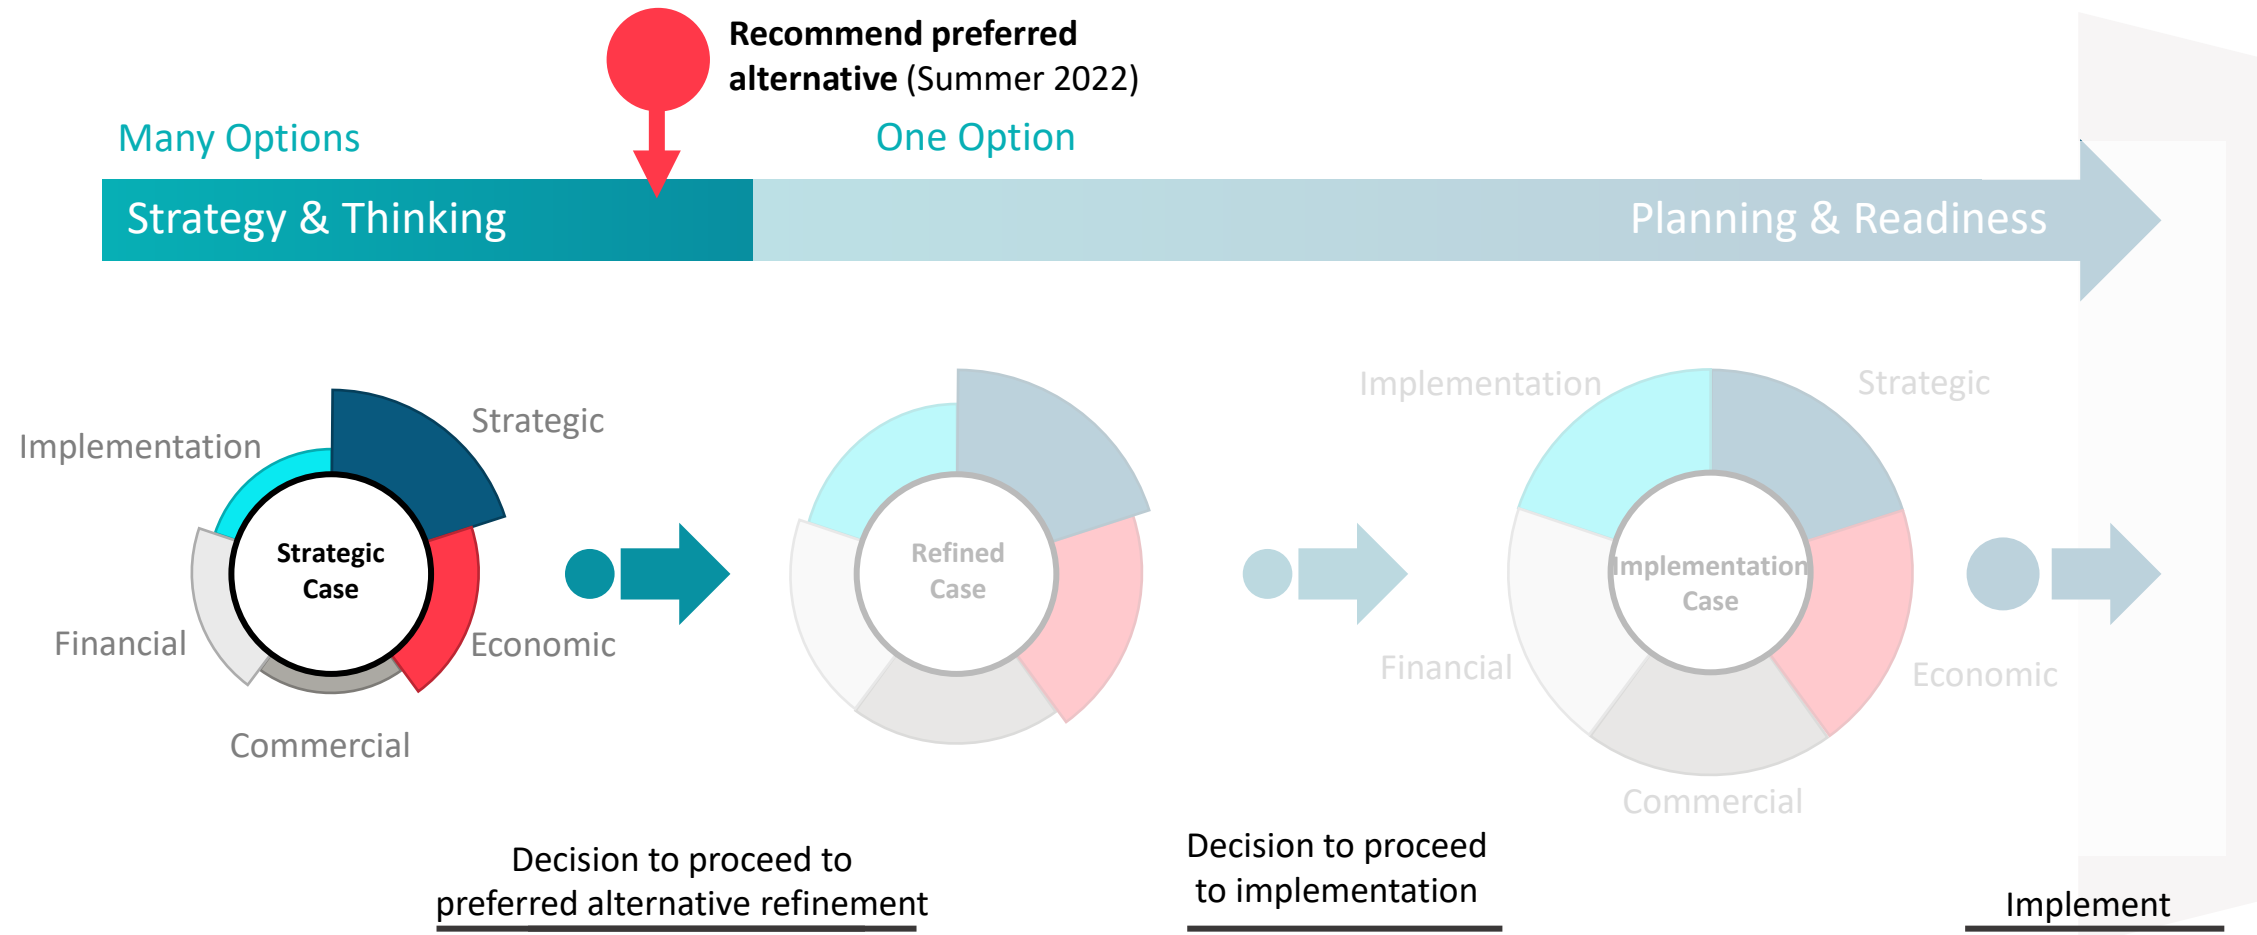 Recommend preferred
alternative (Summer 2022)
Many Options
One Option
Strategy & Thinking
Planning & Readiness
Implementation
Strategic
Strategic
Case
Financial
Economic
Commercial
Refined
Case
Implementation
Strategic
Implementation
Case
Financial
Economic
Commercial
Decision to proceed to
preferred alternative refinement
Decision to proceed
to implementation
Implement